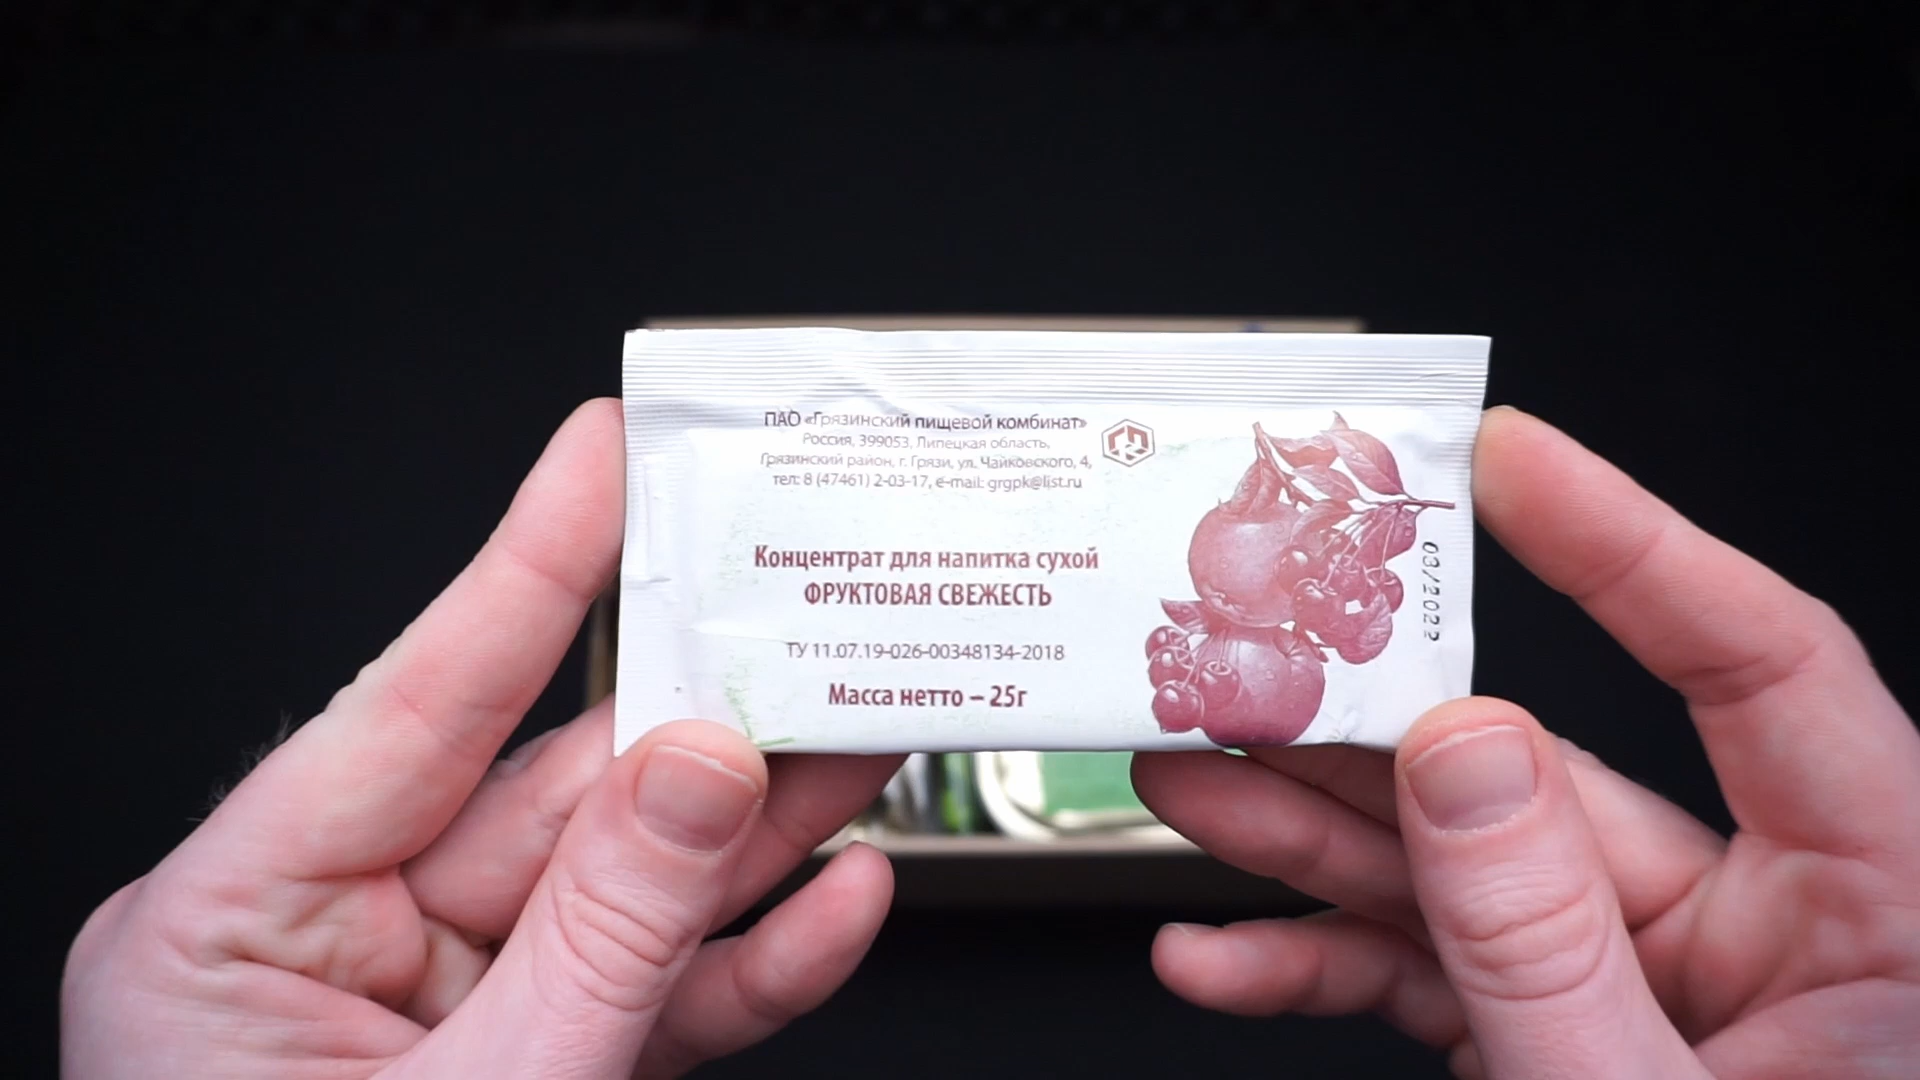 ПАО «Грязинский пищевой комбинат»
Россия, 399053, Липецкая область,
Грязинский район, г. Грязи, ул. Чайковского, 4,
тел: 8 (47461) 2-03-17, e-mail: grgpk@list.ru
Концентрат для напитка сухой
ФРУКТОВАЯ СВЕЖЕСТЬ
ТУ 11.07.19-026-00348134-2018
Масса нетто – 25г
03/2022